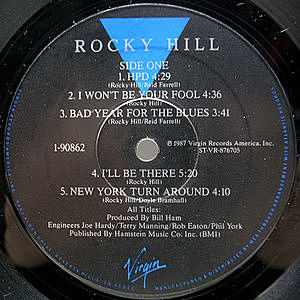 ROCKY HILL
SIDE ONE
1. HPD 4:29
(Rocky Hill/Reid Farrell)
2. I WON'T BE YOUR FOOL 4:36
(Rocky Hill)
3. BAD YEAR FOR THE BLUES 3:41
(Rocky Hill/Reid Farrell)
1-90862
℗1987 Virgin Records America, Inc.
ST-VR-876705
4. I'LL BE THERE 5:20
(Rocky Hill)
5. NEW YORK TURN AROUND 4:10
(Rocky Hill/Doyle Bramhall)
All Titles:
Produced By Bill Ham
Engineers Joe Hardy/Terry Manning/Rob Eaton/Phil York
Published By Hamstein Music Co. Inc. (BMI)
Virgin